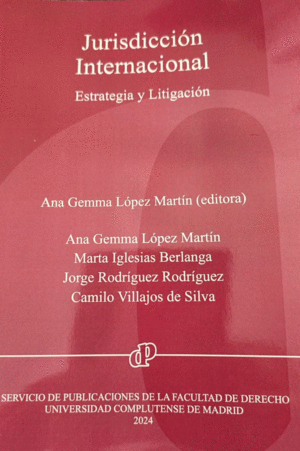 Jurisdicción
Internacional
Estrategia y Litigación
Ana Gemma López Martín (editora)
Ana Gemma López Martín
Marta Iglesias Berlanga
Jorge Rodríguez Rodríguez
Camilo Villajos de Silva
dP
SERVICIO DE PUBLICACIONES DE LA FACULTAD DE DERECHO
UNIVERSIDAD COMPLUTENSE DE MADRID
2024